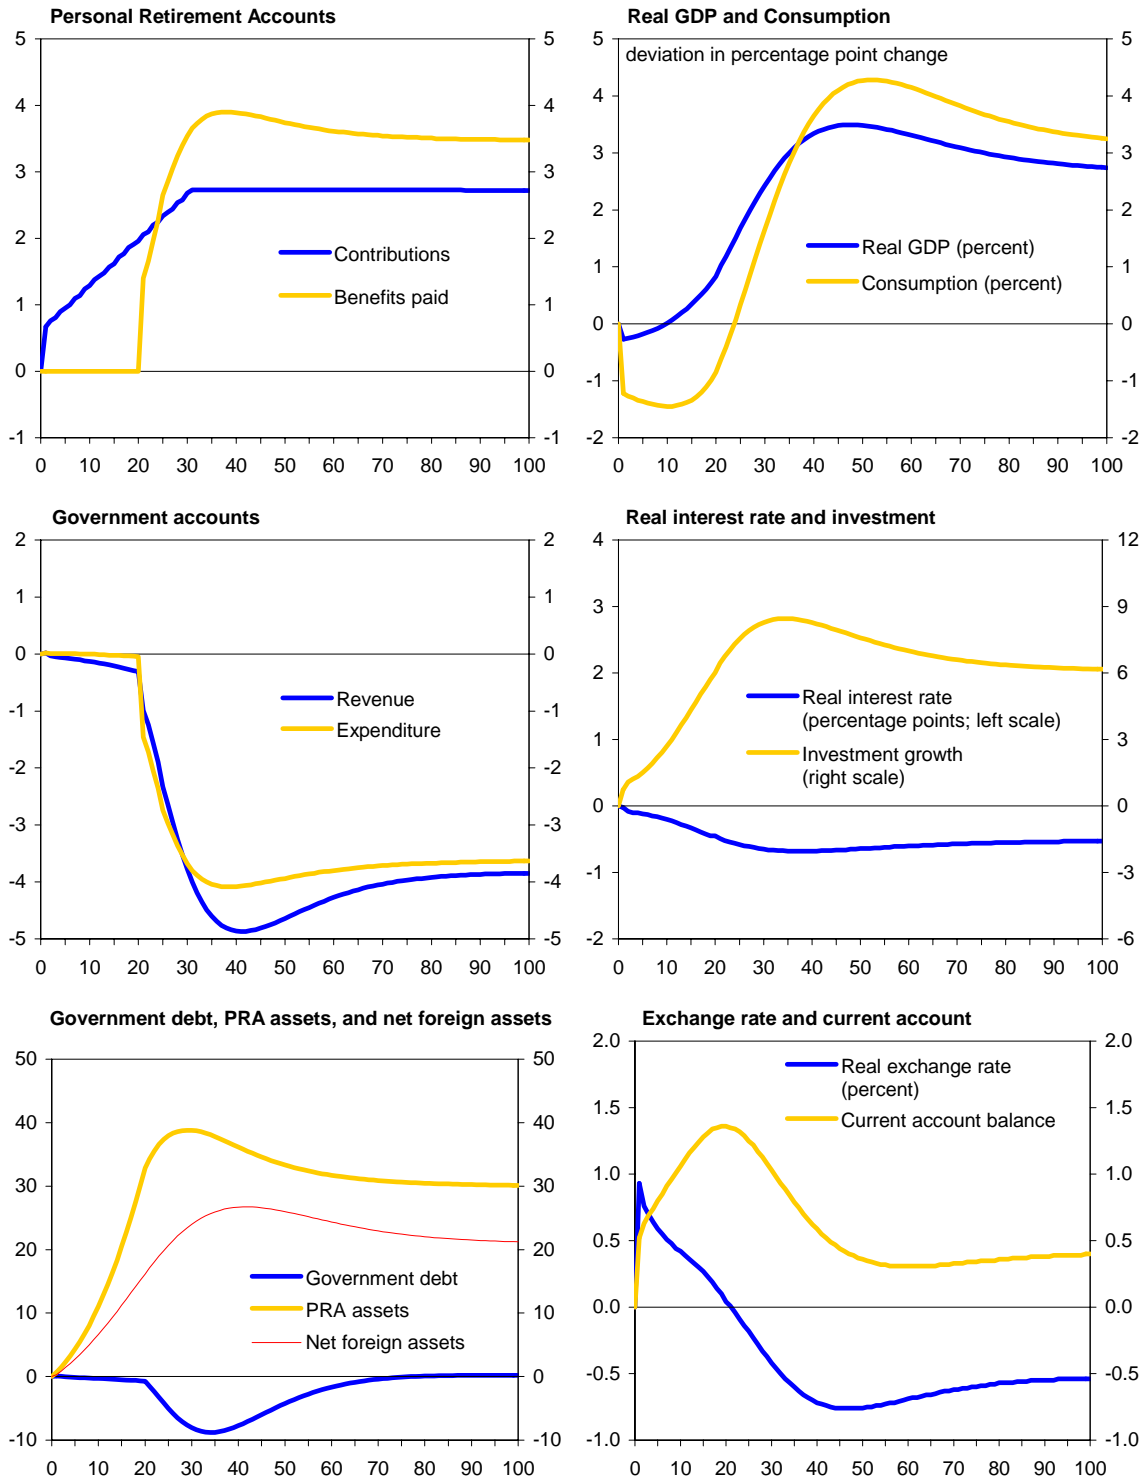 Personal Retirement Accounts
5 5
4 4
3 3
2 2
1 1
0 0
-1 -1
Contributions
Benefits paid
0 10 20 30 40 50 60 70 80 90 100
Real GDP and Consumption
deviation in percentage point change
5 5
4 4
3 3
2 2
1 1
0 0
-1 -1
-2 -2
Real GDP (percent)
Consumption (percent)
0 10 20 30 40 50 60 70 80 90 100
Government accounts
2 2
1 1
0 0
-1 -1
-2 -2
-3 -3
-4 -4
-5 -5
Revenue
Expenditure
0 10 20 30 40 50 60 70 80 90 100
Real interest rate and investment
4 12
3 9
2 6
1 3
0 0
-1 -3
-2 -6
Real interest rate
(percentage points; left scale)
Investment growth
(right scale)
0 10 20 30 40 50 60 70 80 90 100
Government debt, PRA assets, and net foreign assets
50 50
40 40
30 30
20 20
10 10
0 0
-10 -10
Government debt
PRA assets
Net foreign assets
0 10 20 30 40 50 60 70 80 90 100
Exchange rate and current account
2.0 2.0
1.5 1.5
1.0 1.0
0.5 0.5
0.0 0.0
-0.5 -0.5
-1.0 -1.0
Real exchange rate
(percent)
Current account balance
0 10 20 30 40 50 60 70 80 90 100